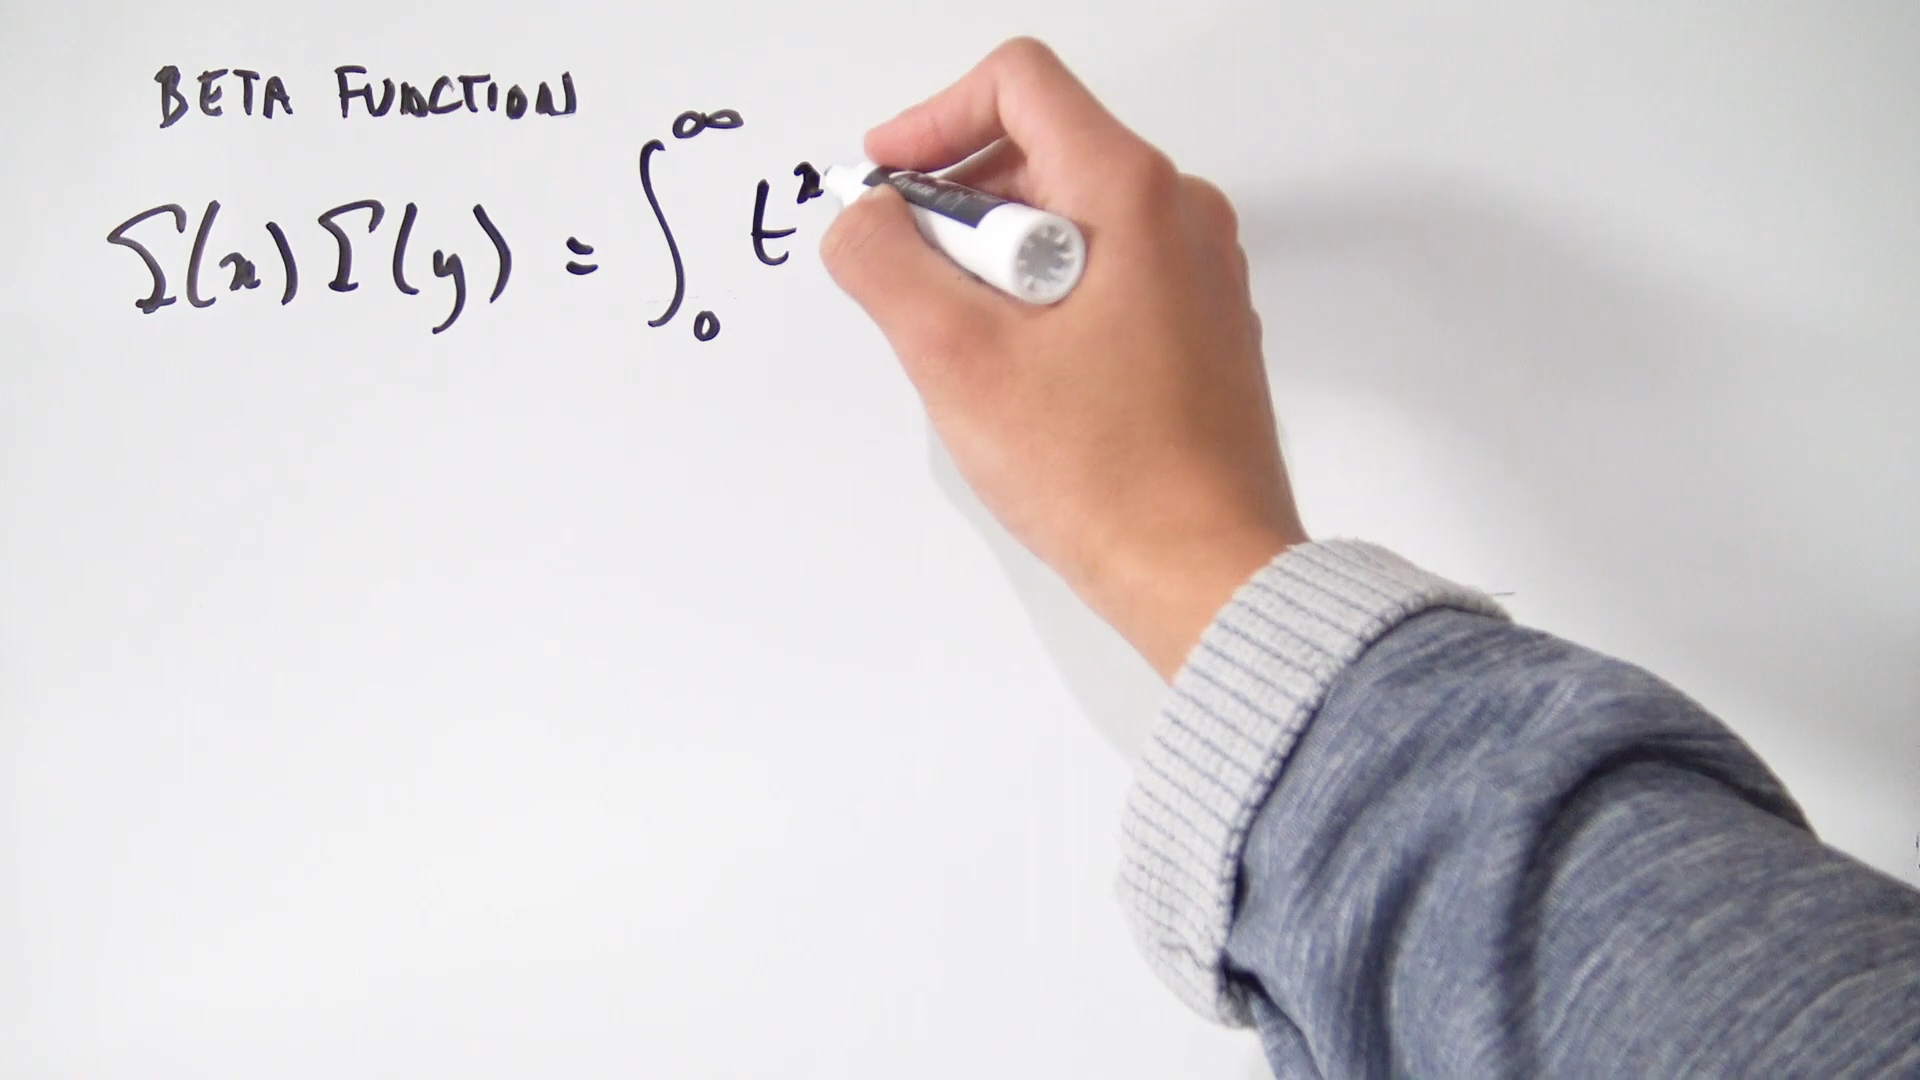 BETA FUNCTION
Γ(x) Γ(y) = ∫₀^∞ t^x